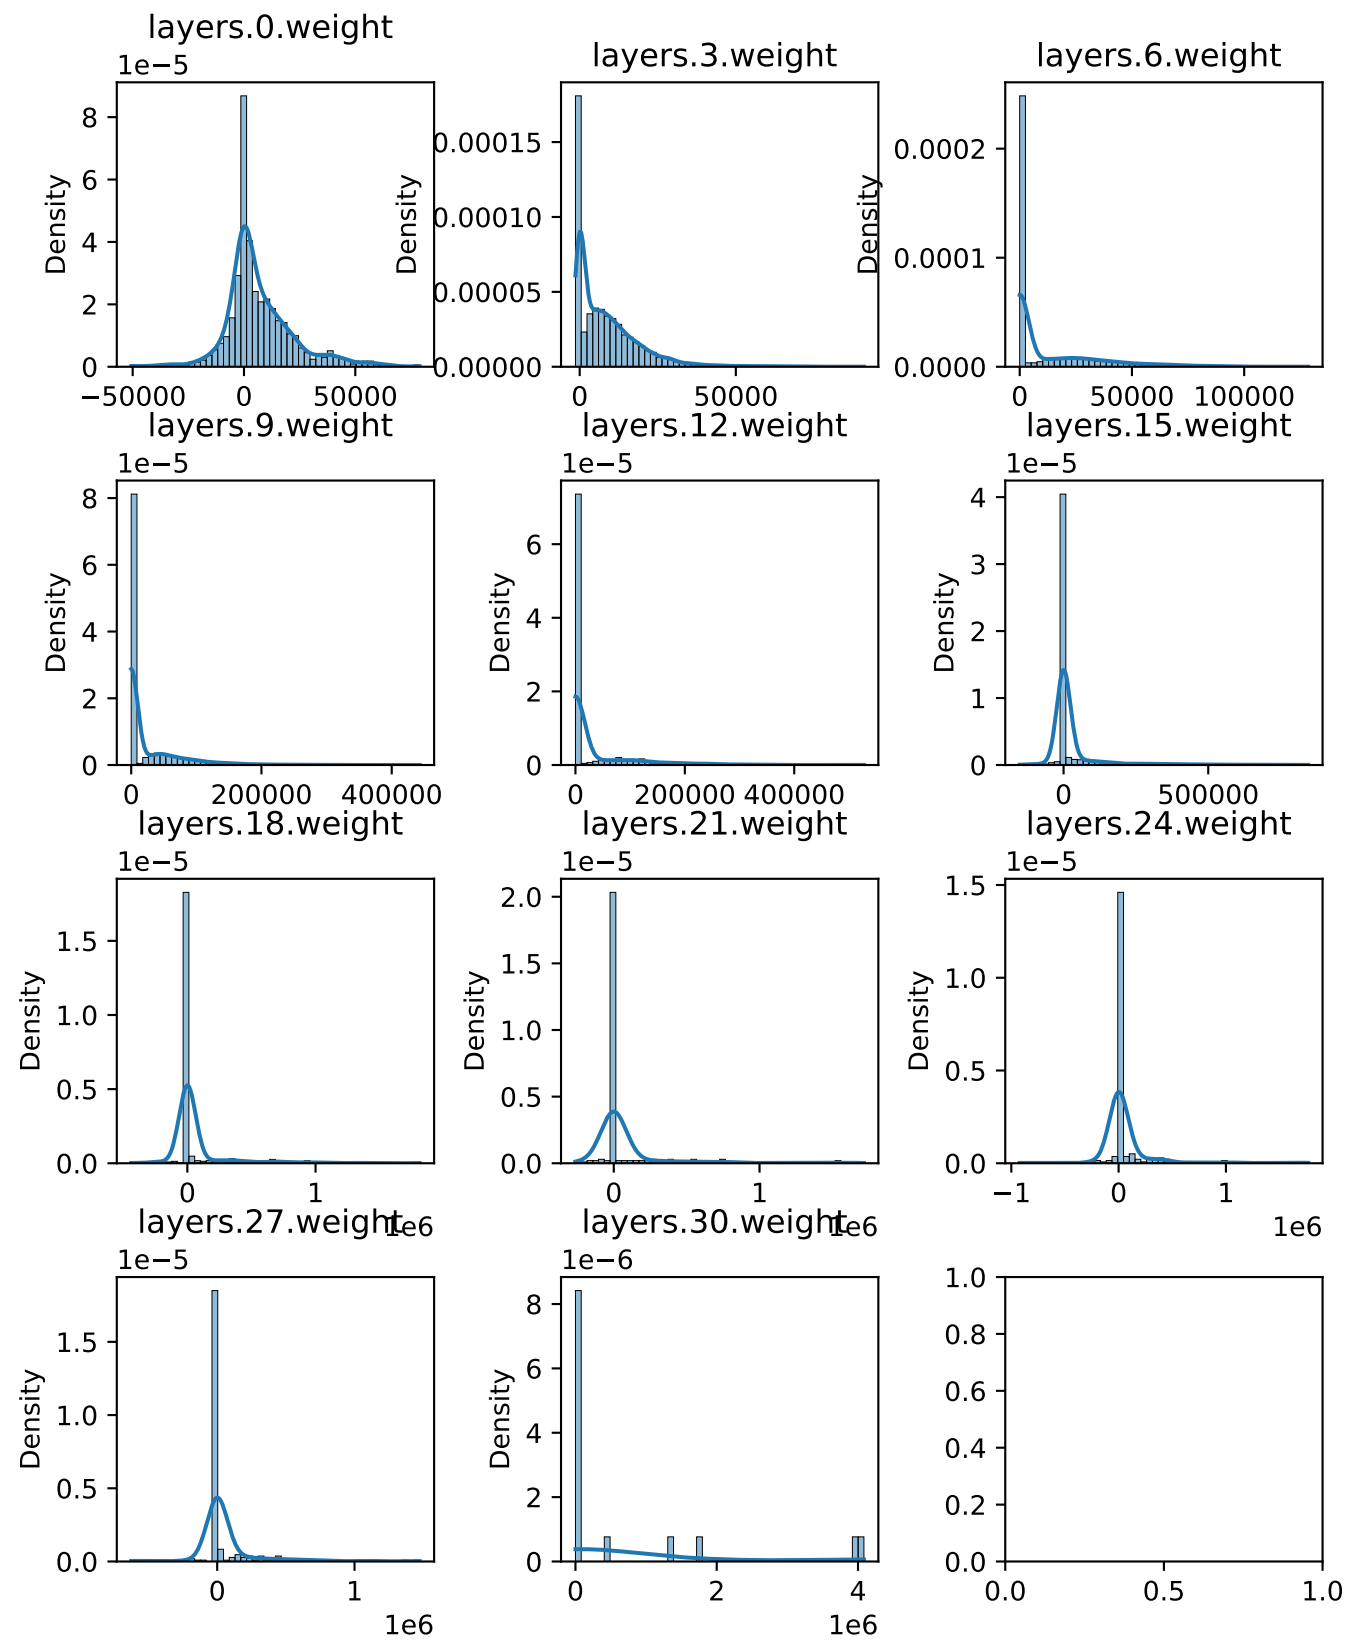 layers.0.weight
1e−5
Density
8
6
4
2
0
−50000 0 50000
layers.3.weight
Density
0.00015
0.00010
0.00005
0.00000
0 50000
layers.6.weight
Density
0.0002
0.0001
0.0000
0 50000 100000
layers.9.weight
1e−5
Density
8
6
4
2
0
0 200000 400000
layers.12.weight
1e−5
Density
6
4
2
0
0 200000 400000
layers.15.weight
1e−5
Density
4
3
2
1
0
0 500000
layers.18.weight
1e−5
Density
1.5
1.0
0.5
0.0
0 1
1e6
layers.21.weight
1e−5
Density
2.0
1.5
1.0
0.5
0.0
0 1
1e6
layers.24.weight
1e−5
Density
1.5
1.0
0.5
0.0
−1 0 1
1e6
layers.27.weight
1e−5
Density
1.5
1.0
0.5
0.0
0 1
1e6
layers.30.weight
1e−6
Density
8
6
4
2
0
0 2 4
1e6
1.0
0.8
0.6
0.4
0.2
0.0
0.0 0.5 1.0